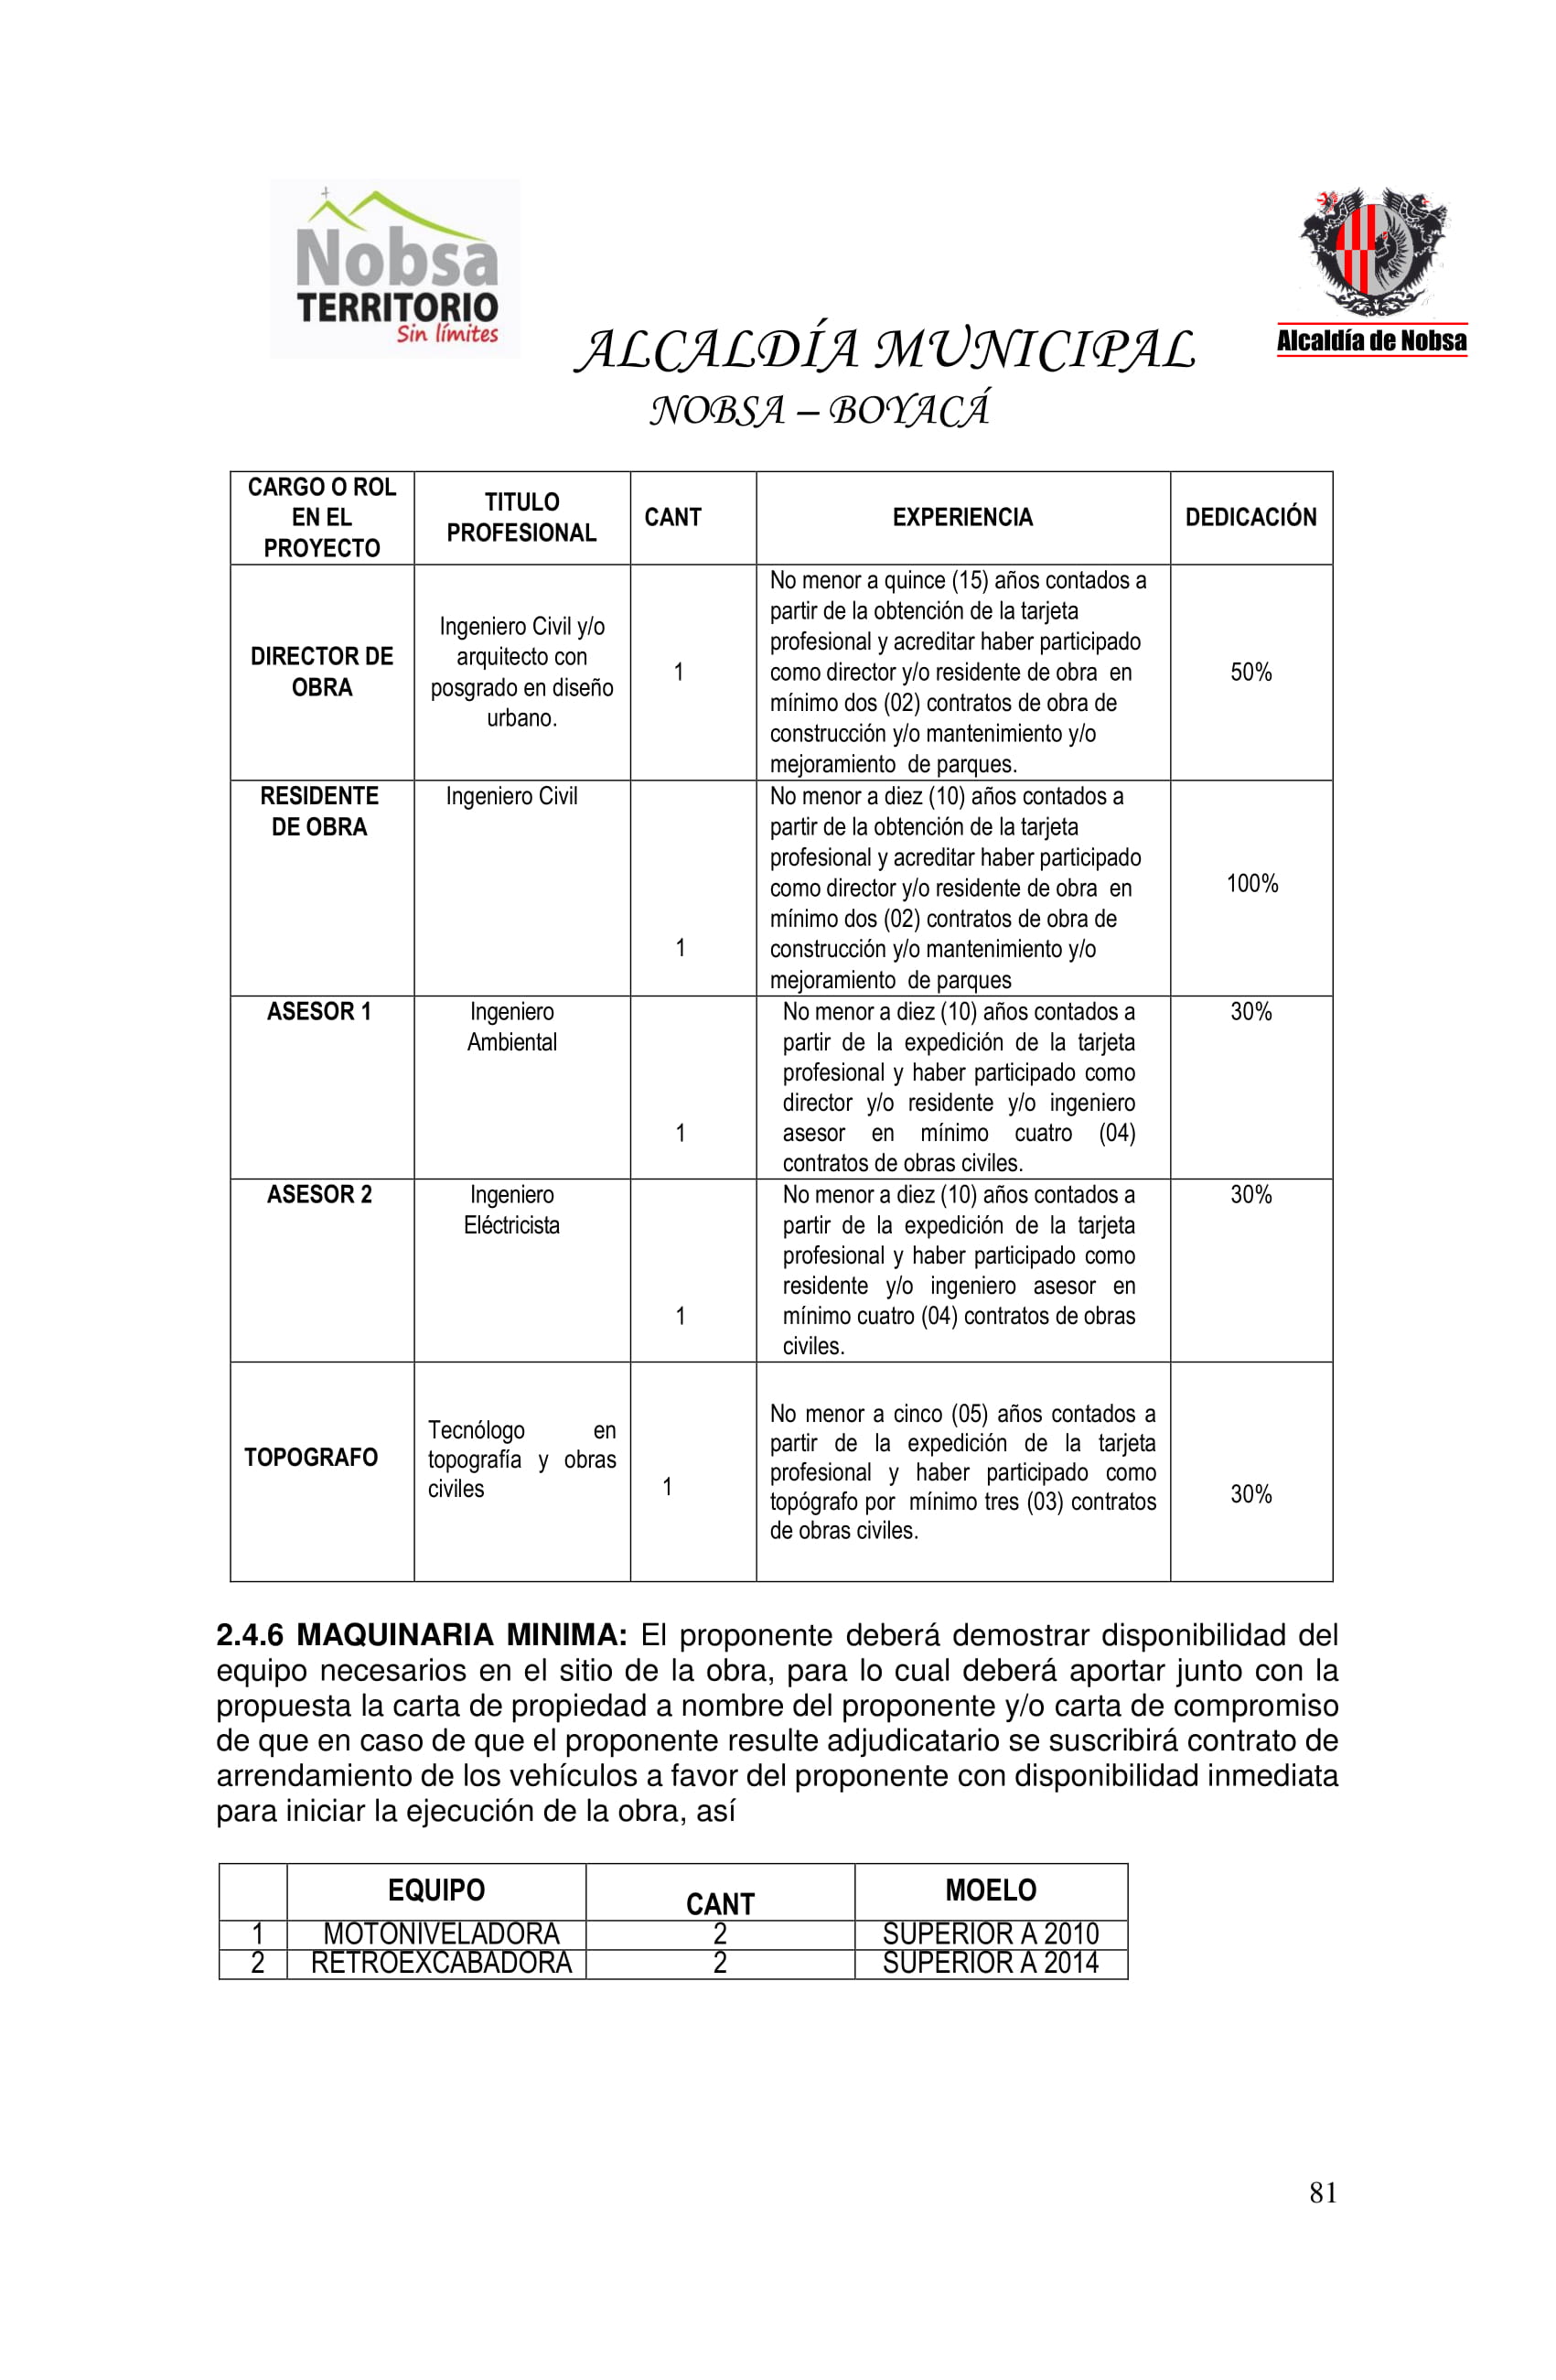 Nobsa
TERRITORIO
Sin límites
Alcaldía de Nobsa
ALCALDÍA MUNICIPAL
NOBSA – BOYACÁ
CARGO O ROL
EN EL
PROYECTO
TITULO
PROFESIONAL
CANT
EXPERIENCIA
DEDICACIÓN
DIRECTOR DE
OBRA
Ingeniero Civil y/o
arquitecto con
posgrado en diseño
urbano.
1
No menor a quince (15) años contados a
partir de la obtención de la tarjeta
profesional y acreditar haber participado
como director y/o residente de obra en
mínimo dos (02) contratos de obra de
construcción y/o mantenimiento y/o
mejoramiento de parques.
50%
RESIDENTE
DE OBRA
Ingeniero Civil
1
No menor a diez (10) años contados a
partir de la obtención de la tarjeta
profesional y acreditar haber participado
como director y/o residente de obra en
mínimo dos (02) contratos de obra de
construcción y/o mantenimiento y/o
mejoramiento de parques
100%
ASESOR 1
Ingeniero
Ambiental
1
No menor a diez (10) años contados a
partir de la expedición de la tarjeta
profesional y haber participado como
director y/o residente y/o ingeniero
asesor en mínimo cuatro (04)
contratos de obras civiles.
30%
ASESOR 2
Ingeniero
Eléctricista
1
No menor a diez (10) años contados a
partir de la expedición de la tarjeta
profesional y haber participado como
residente y/o ingeniero asesor en
mínimo cuatro (04) contratos de obras
civiles.
30%
TOPOGRAFO
Tecnólogo en
topografía y obras
civiles
1
No menor a cinco (05) años contados a
partir de la expedición de la tarjeta
profesional y haber participado como
topógrafo por mínimo tres (03) contratos
de obras civiles.
30%
2.4.6 MAQUINARIA MINIMA: El proponente deberá demostrar disponibilidad del
equipo necesarios en el sitio de la obra, para lo cual deberá aportar junto con la
propuesta la carta de propiedad a nombre del proponente y/o carta de compromiso
de que en caso de que el proponente resulte adjudicatario se suscribirá contrato de
arrendamiento de los vehículos a favor del proponente con disponibilidad inmediata
para iniciar la ejecución de la obra, así
EQUIPO
CANT
MOELO
1 MOTONIVELADORA 2 SUPERIOR A 2010
2 RETROEXCABADORA 2 SUPERIOR A 2014
81